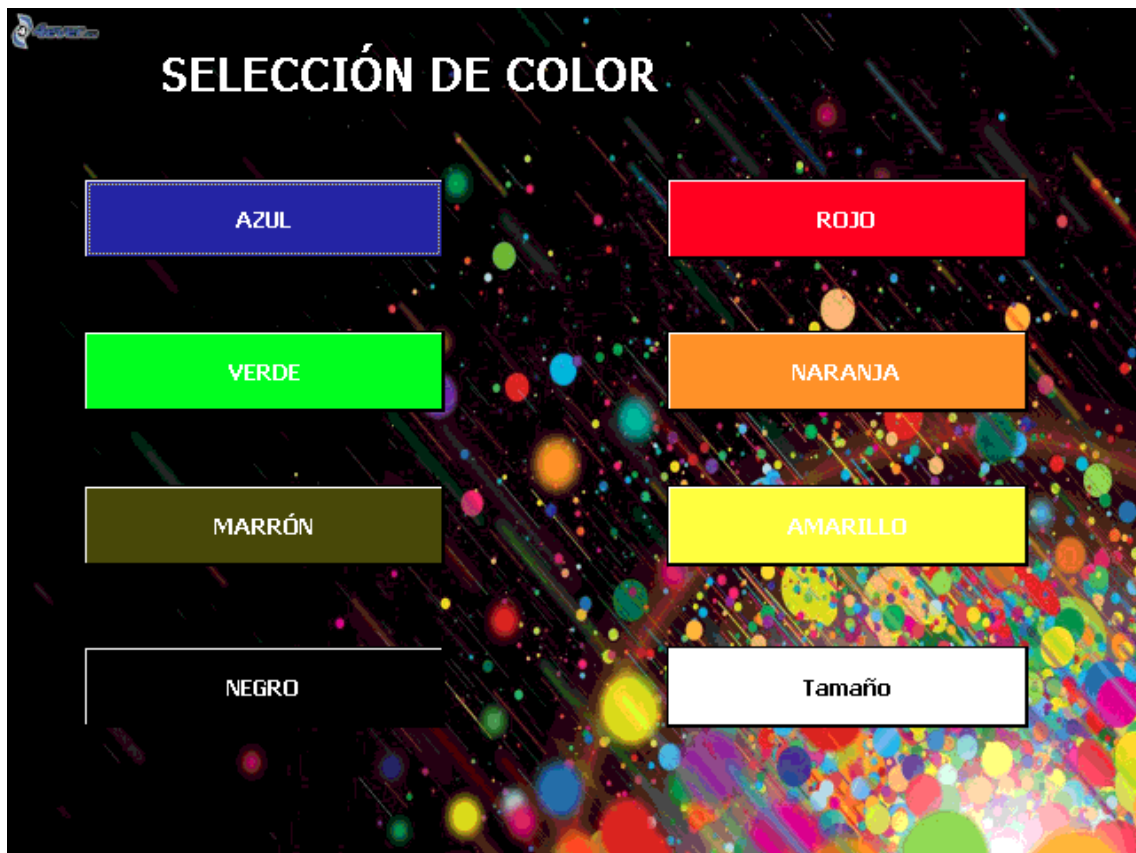 SELECCIÓN DE COLOR
AZUL
ROJO
VERDE
NARANJA
MARRÓN
AMARILLO
NEGRO
Tamaño